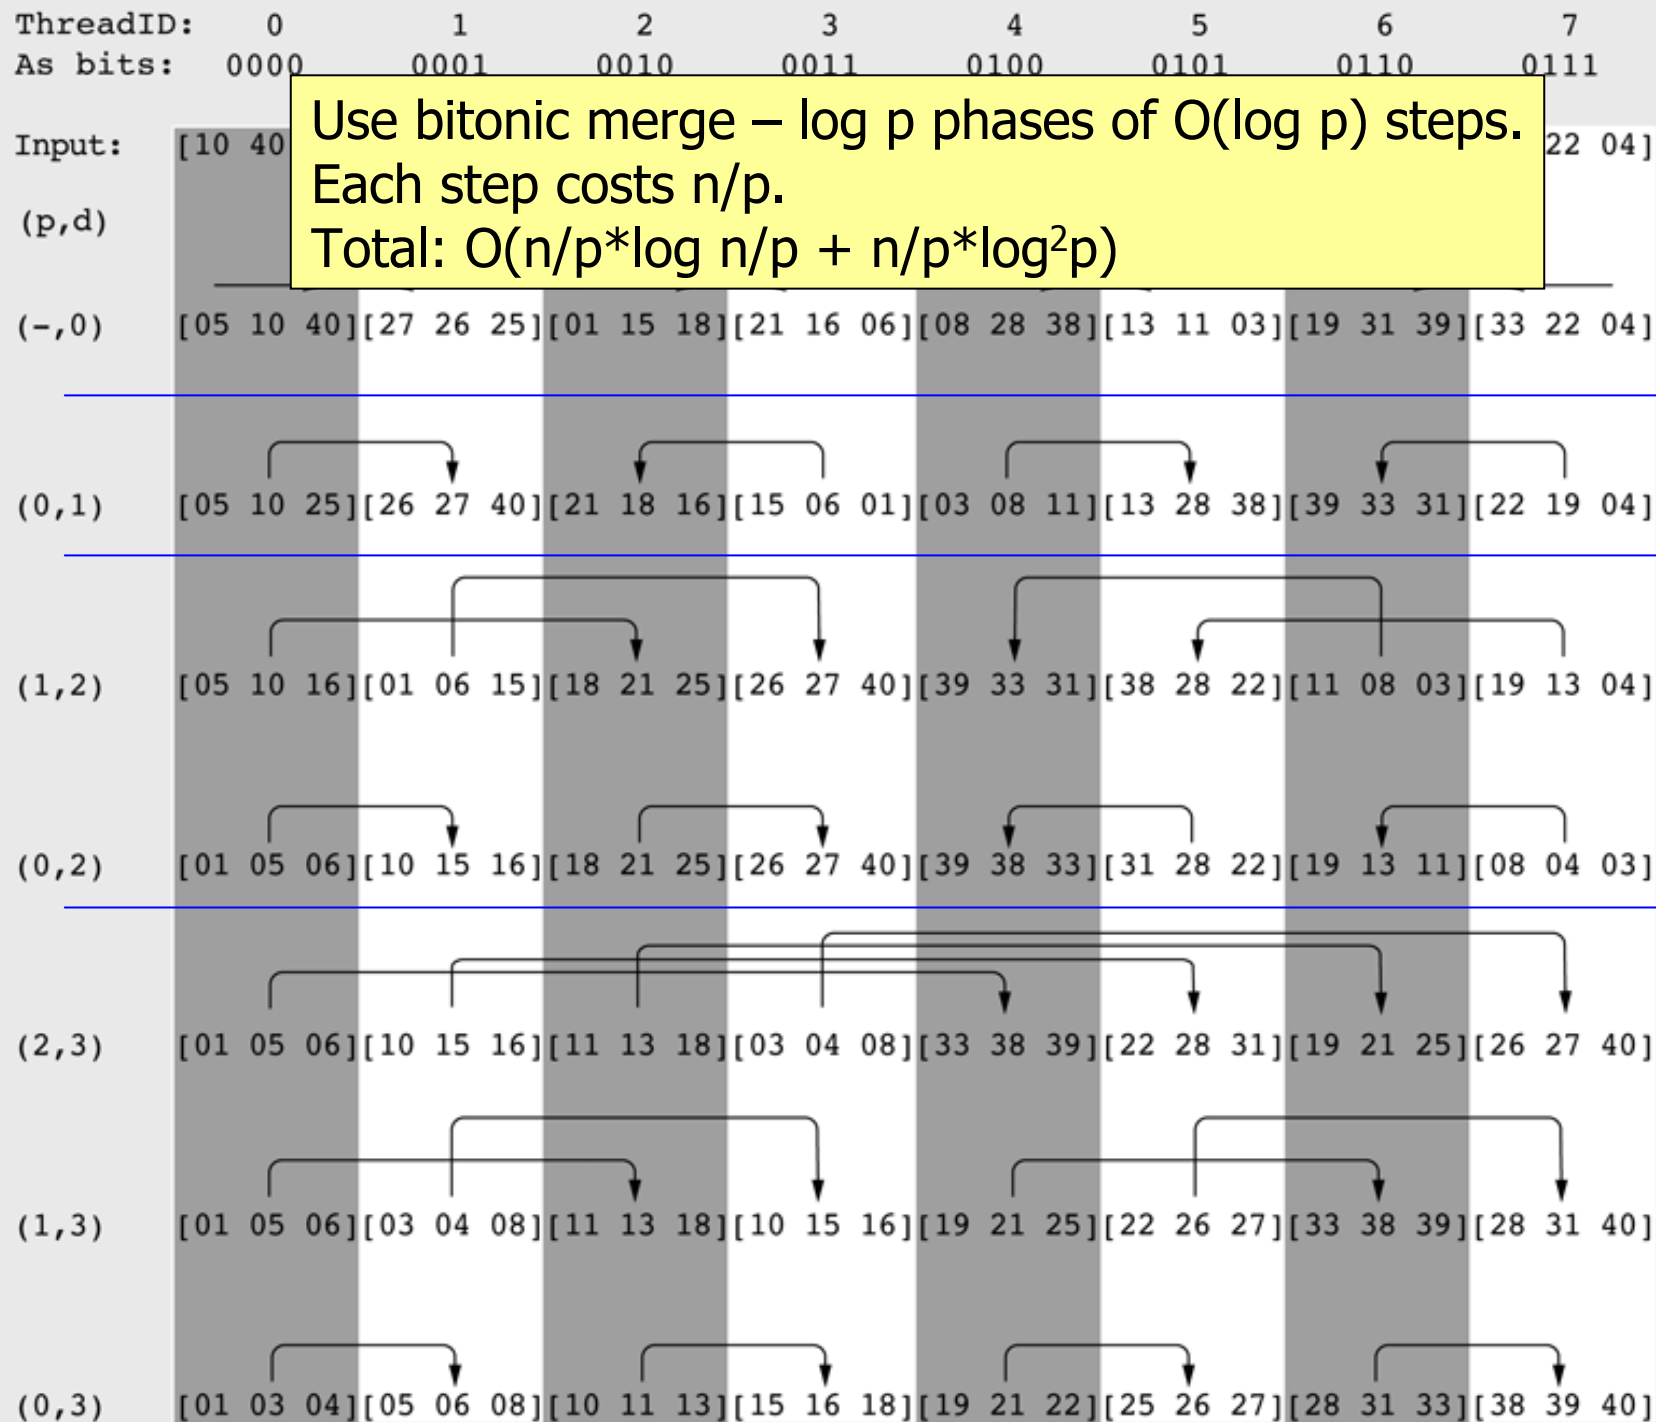 ThreadID: 0 1 2 3 4 5 6 7
As bits: 0000 0001 0010 0011 0100 0101 0110 0111
Use bitonic merge – log p phases of O(log p) steps.
Each step costs n/p.
Total: O(n/p*log n/p + n/p*log²p)
Input: [10 40 22 04]
(p,d)
(-,0) [05 10 40][27 26 25][01 15 18][21 16 06][08 28 38][13 11 03][19 31 39][33 22 04]
(0,1) [05 10 25][26 27 40][21 18 16][15 06 01][03 08 11][13 28 38][39 33 31][22 19 04]
(1,2) [05 10 16][01 06 15][18 21 25][26 27 40][39 33 31][38 28 22][11 08 03][19 13 04]
(0,2) [01 05 06][10 15 16][18 21 25][26 27 40][39 38 33][31 28 22][19 13 11][08 04 03]
(2,3) [01 05 06][10 15 16][11 13 18][03 04 08][33 38 39][22 28 31][19 21 25][26 27 40]
(1,3) [01 05 06][03 04 08][11 13 18][10 15 16][19 21 25][22 26 27][33 38 39][28 31 40]
(0,3) [01 03 04][05 06 08][10 11 13][15 16 18][19 21 22][25 26 27][28 31 33][38 39 40]